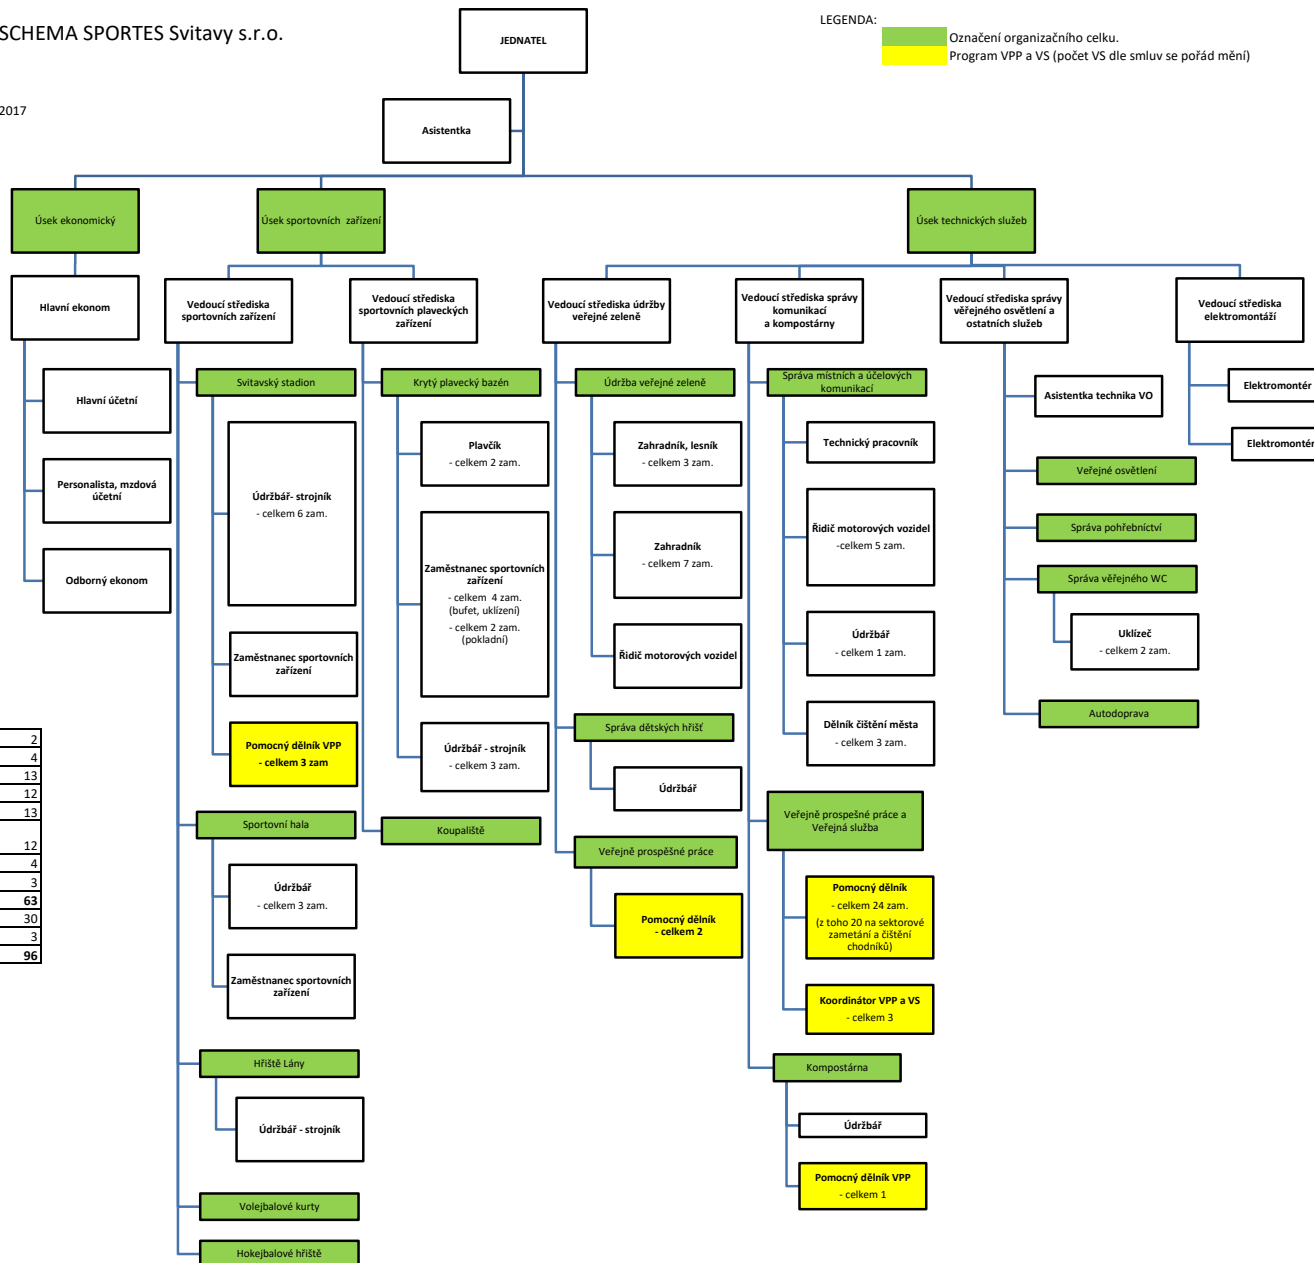 SCHEMA SPORTES Svitavy s.r.o.
2017
LEGENDA:
Označení organizačního celku.
Program VPP a VS (počet VS dle smluv se pořád mění)
JEDNATEL
Asistentka
Úsek ekonomický
Úsek sportovních  zařízení
Úsek technických služeb
Hlavní ekonom
Vedoucí střediska
sportovních zařízení
Vedoucí střediska
sportovních plaveckých
zařízení
Vedoucí střediska údržby
veřejné zeleně
Vedoucí střediska správy
komunikací
a kompostárny
Vedoucí střediska správy
věřejného osvětlení a
ostatních služeb
Vedoucí střediska
elektromontáží
Hlavní účetní
Personalista, mzdová
účetní
Odborný ekonom
Svitavský stadion
Údržbář- strojník
- celkem 6 zam.
Zaměstnanec sportovních
zařízení
Pomocný dělník VPP
- celkem 3 zam
Sportovní hala
Údržbář
- celkem 3 zam.
Zaměstnanec sportovních
zařízení
Hřiště Lány
Údržbář - strojník
Volejbalové kurty
Hokejbalové hřiště
Krytý plavecký bazén
Plavčík
- celkem 2 zam.
Zaměstnanec sportovních
zařízení
- celkem  4 zam.
(bufet, uklízení)
- celkem 2 zam.
(pokladní)
Údržbář - strojník
- celkem 3 zam.
Koupaliště
Údržba veřejné zeleně
Zahradník, lesník
- celkem 3 zam.
Zahradník
- celkem 7 zam.
Řidič motorových vozidel
Správa dětských hřišť
Údržbář
Veřejně prospěšné práce
Pomocný dělník
- celkem 2
Správa místních a účelových
komunikací
Technický pracovník
Řidič motorových vozidel
-celkem 5 zam.
Údržbář
- celkem 1 zam.
Dělník čištění města
- celkem 3 zam.
Veřejně prospešné práce a
Veřejná služba
Pomocný dělník
- celkem 24 zam.
(z toho 20 na sektorové
zametání a čištění
chodníků)
Koordinátor VPP a VS
- celkem 3
Kompostárna
Údržbář
Pomocný dělník VPP
- celkem 1
Asistentka technika VO
Veřejné osvětlení
Správa pohřebníctví
Správa věřejného WC
Uklízeč
- celkem 2 zam.
Autodoprava
Elektromontér
Elektromontér
2
4
13
12
13
12
4
3
63
30
3
96